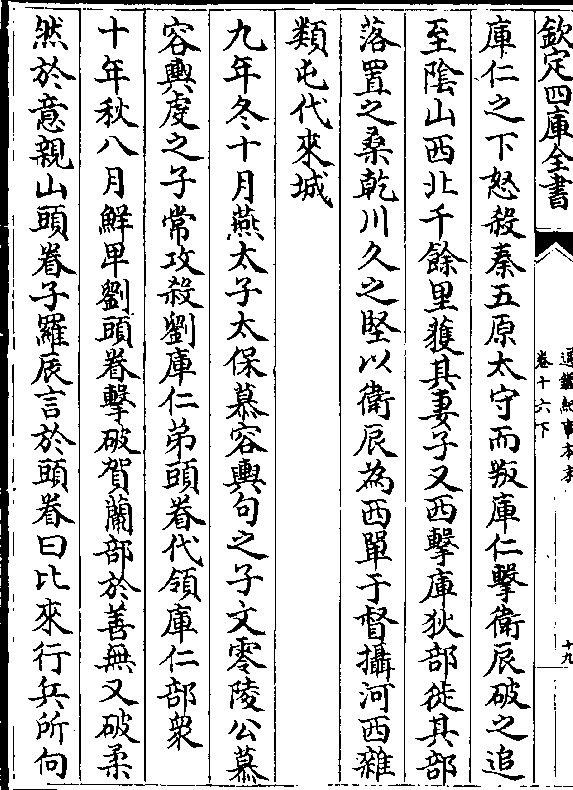 欽定四庫全書
通鑑紀事本末
卷十六下
十九
庫仁之下怒殺秦五原太守而叛庫仁擊衛辰破之追
至陰山西北千餘里獲其妻子又西擊庫狄部徙其部
落置之桑乾川久之堅以衛辰為西單于督攝河西雜
類屯代來城
九年冬十月燕太子太保慕容輿句之子文零陵公慕
容輿虔之子常攻殺劉庫仁弟頭眷代領庫仁部衆
十年秋八月鮮卑劉頭眷擊破賀蘭部於善無又破柔
然於意親山頭眷子羅辰言於頭眷曰比來行兵所向